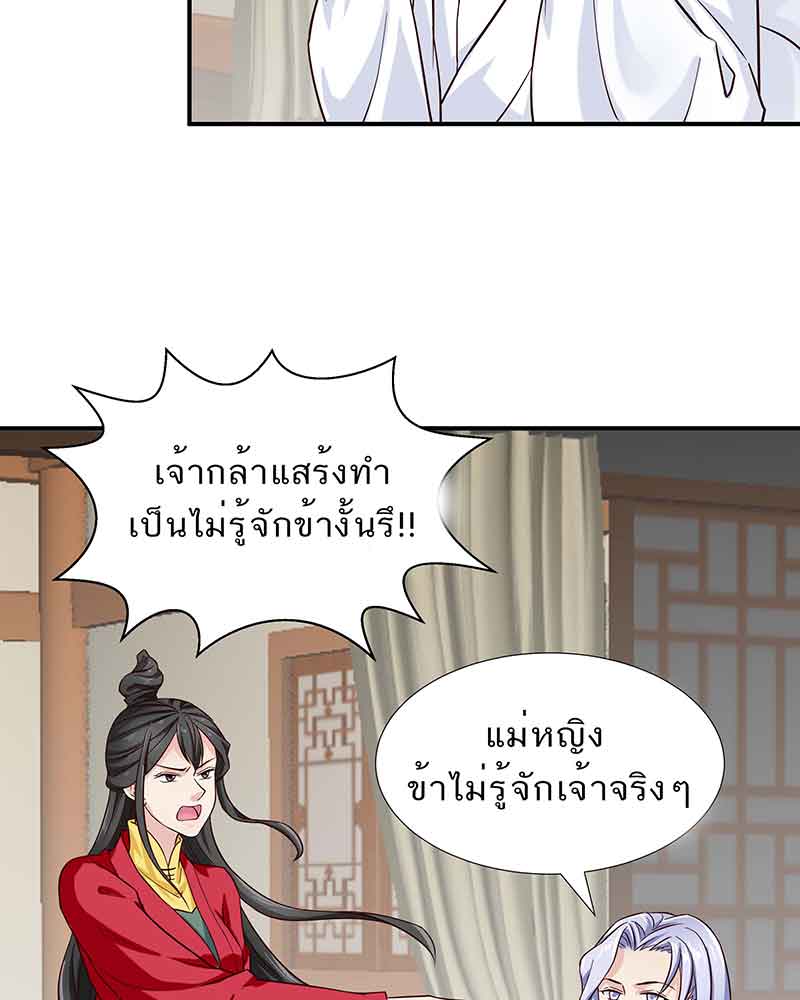 เจ้ากล้าแสร้งทำ
เป็นไม่รู้จักข้างั้นรึ!!
แม่หญิง
ข้าไม่รู้จักเจ้าจริงๆ